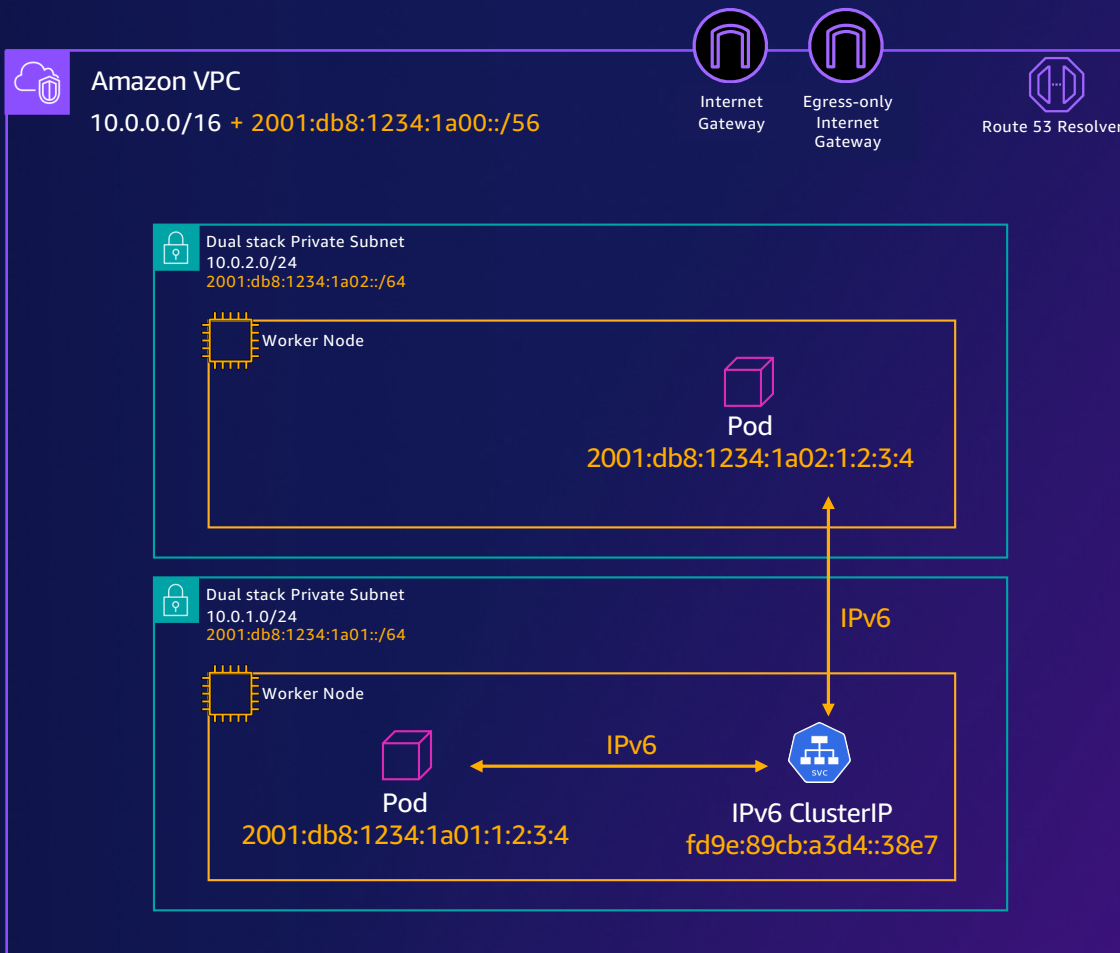 Amazon VPC
10.0.0.0/16 + 2001:db8:1234:1a00::/56
Internet
Gateway
Egress-only
Internet
Gateway
Route 53 Resolver
Dual stack Private Subnet
10.0.2.0/24
2001:db8:1234:1a02::/64
Worker Node
Pod
2001:db8:1234:1a02:1:2:3:4
IPv6
Dual stack Private Subnet
10.0.1.0/24
2001:db8:1234:1a01::/64
Worker Node
IPv6
svc
Pod
2001:db8:1234:1a01:1:2:3:4
IPv6 ClusterIP
fd9e:89cb:a3d4::38e7